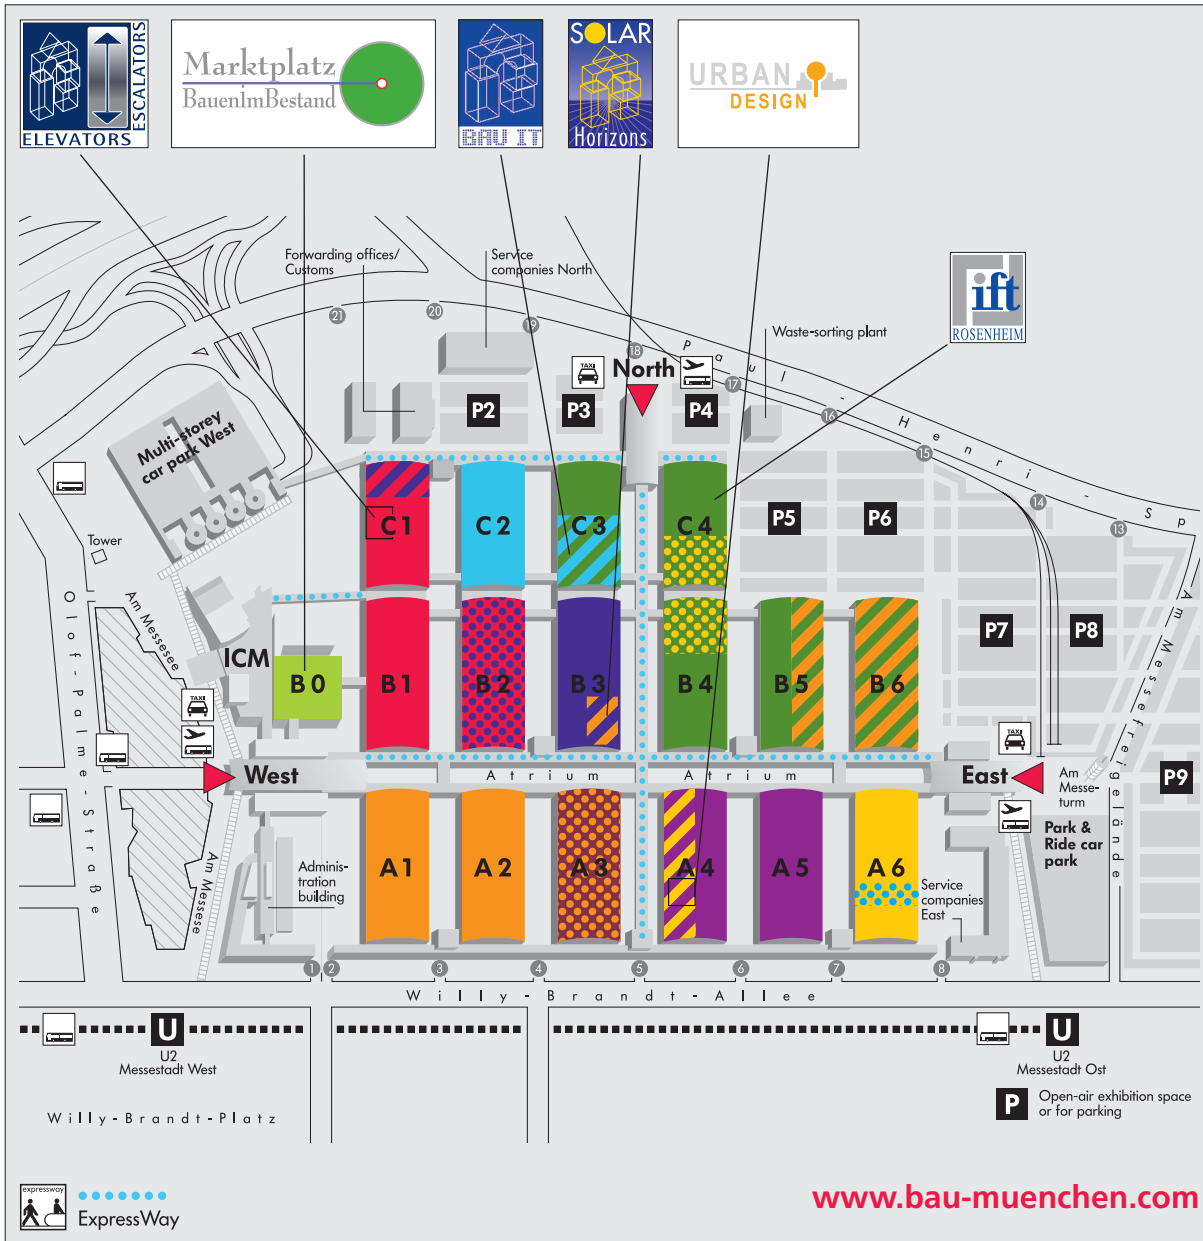 ELEVATORS
ESCALATORS
Marktplatz
BauenimBestand
BAU IT
SOLAR
Horizons
URBAN
DESIGN
ift
ROSENHEIM
Forwarding offices/
Customs
Service
companies North
Waste-sorting plant
21
20
19
18
17
16
15
14
13
Paul-Henri-Sp
TAXI
North
P2
P3
P4
Multi-storey
car park West
Tower
C1
C2
C3
C4
P5
P6
Olof-Palme-Straße
Am Messesee
ICM
B0
B1
B2
B3
B4
B5
B6
P7
P8
Am Messefreigelände
TAXI
TAXI
West
Atrium
Atrium
East
Am
Messe-
turm
P9
Park &
Ride car
park
Am Messese
Adminis-
tration
building
A1
A2
A3
A4
A5
A6
Service
companies
East
1
2
3
4
5
6
7
8
Willy-Brandt-Allee
U
U2
Messestadt West
U
U2
Messestadt Ost
P
Open-air exhibition space
or for parking
Willy-Brandt-Platz
expressway
ExpressWay
www.bau-muenchen.com